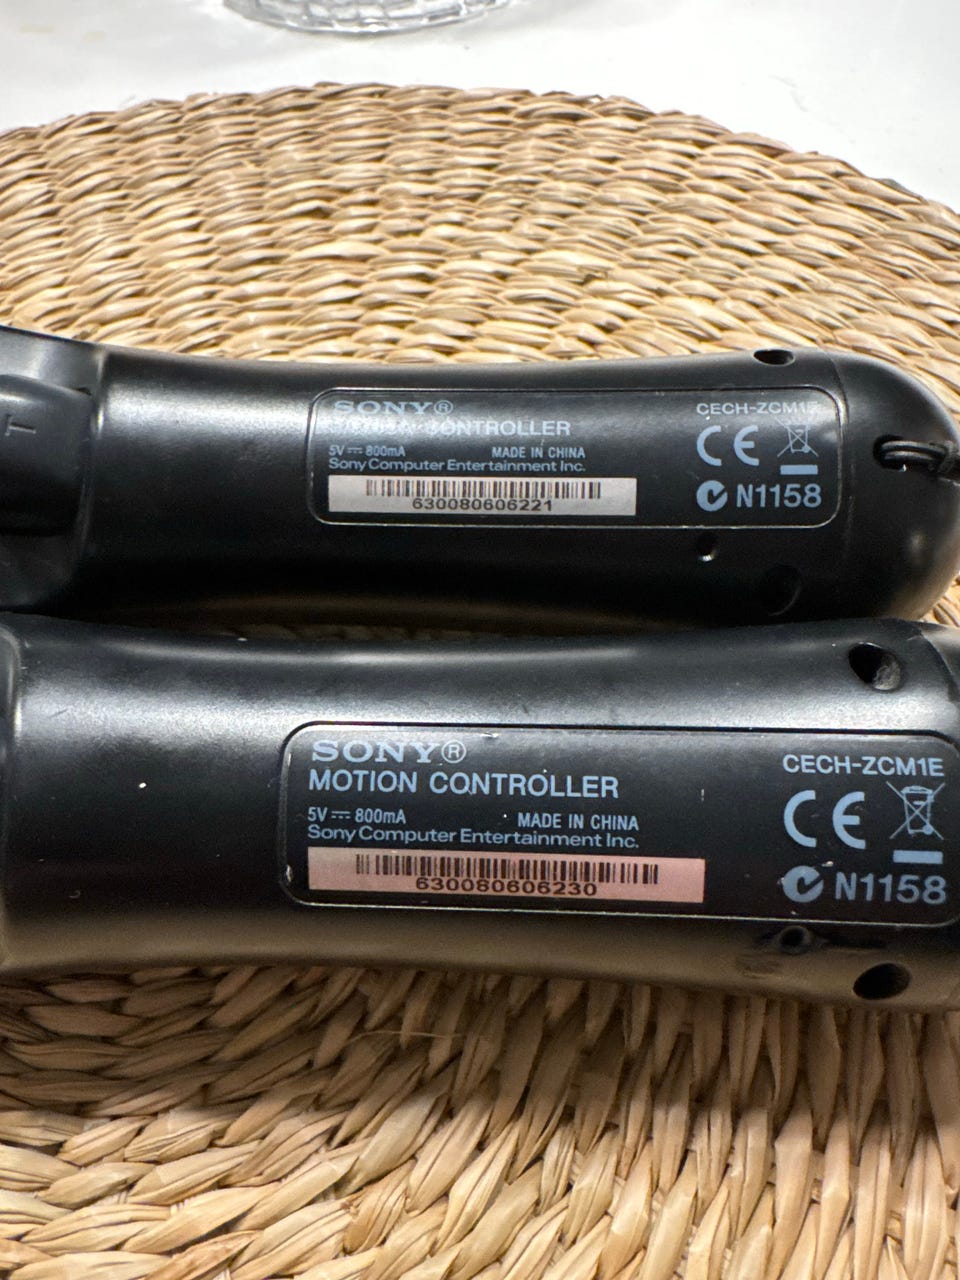 T
SONY®
CONTROLLER
5V ⎓ 800mA
MADE IN CHINA
Sony Computer Entertainment Inc.
630080606221
CECH-ZCM1E
CE
N1158
SONY®
MOTION CONTROLLER
5V ⎓ 800mA
MADE IN CHINA
Sony Computer Entertainment Inc.
630080606230
CECH-ZCM1E
CE
N1158